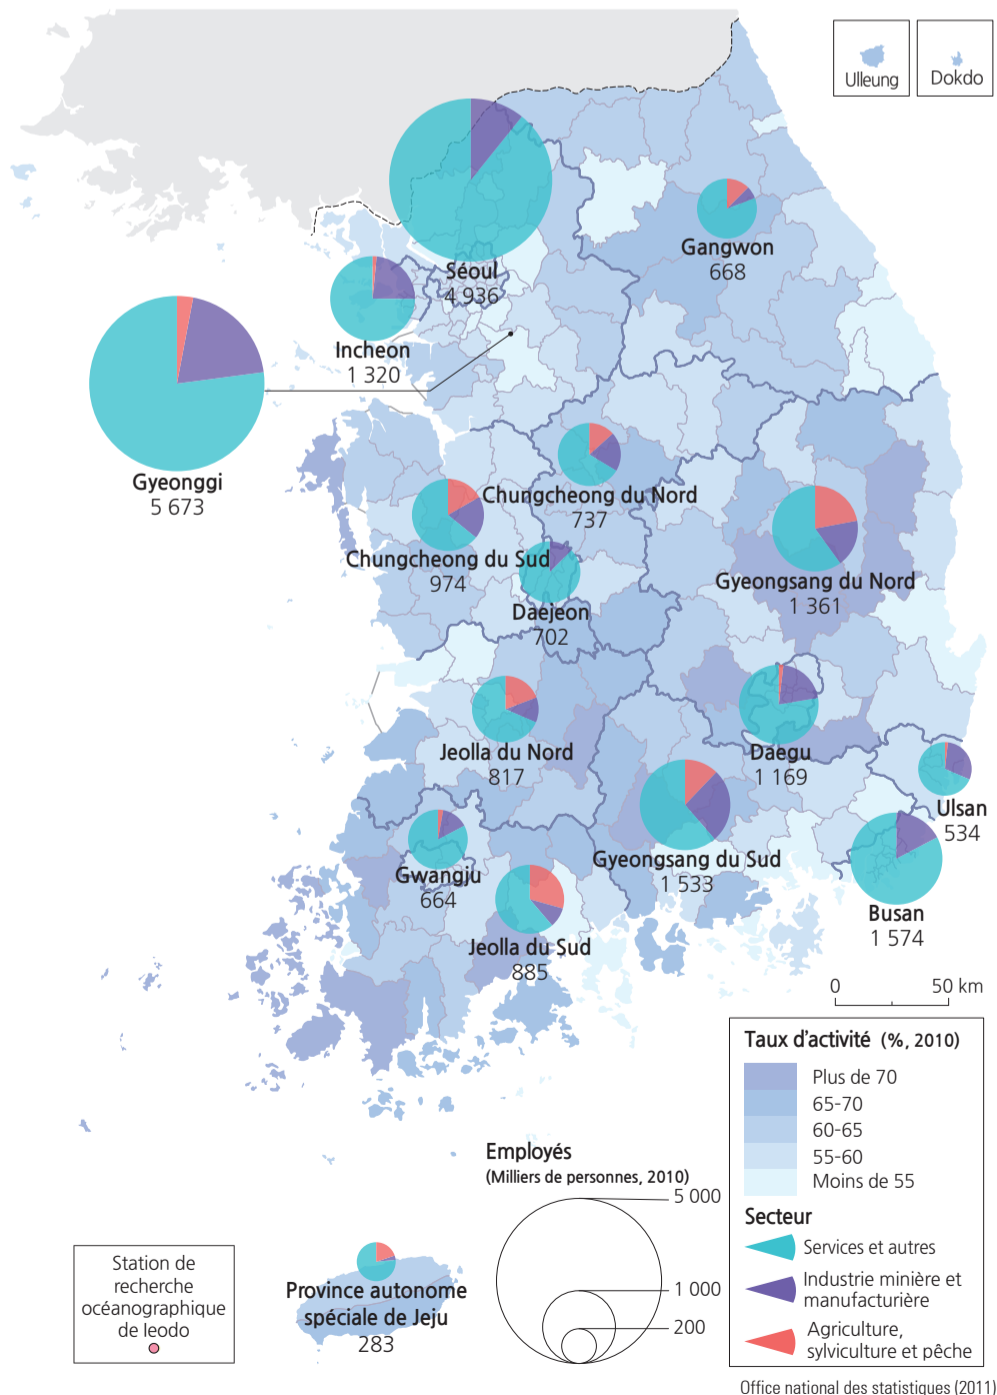 Ulleung
Dokdo
Séoul
4 936
Gangwon
668
Incheon
1 320
Gyeonggi
5 673
Chungcheong du Nord
737
Chungcheong du Sud
974
Gyeongsang du Nord
1 361
Daejeon
702
Jeolla du Nord
817
Daegu
1 169
Ulsan
534
Gwangju
664
Gyeongsang du Sud
1 533
Busan
1 574
Jeolla du Sud
885
0 50 km
Taux d'activité (%, 2010)
Plus de 70
65-70
60-65
55-60
Moins de 55
Secteur
Services et autres
Industrie minière et
manufacturière
Agriculture,
sylviculture et pêche
Employés
(Milliers de personnes, 2010)
5 000
1 000
200
Station de
recherche
océanographique
de Ieodo
Province autonome
spéciale de Jeju
283
Office national des statistiques (2011)